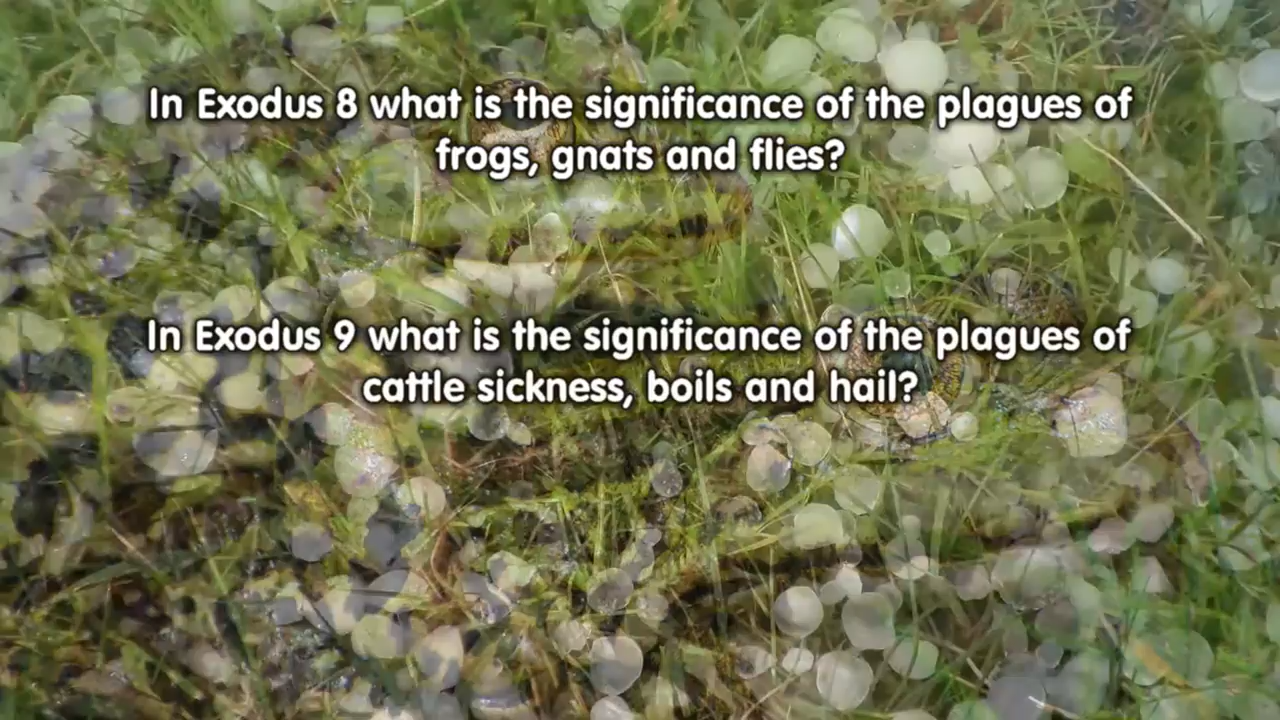 In Exodus 8 what is the significance of the plagues of
frogs, gnats and flies?
In Exodus 9 what is the significance of the plagues of
cattle sickness, boils and hail?